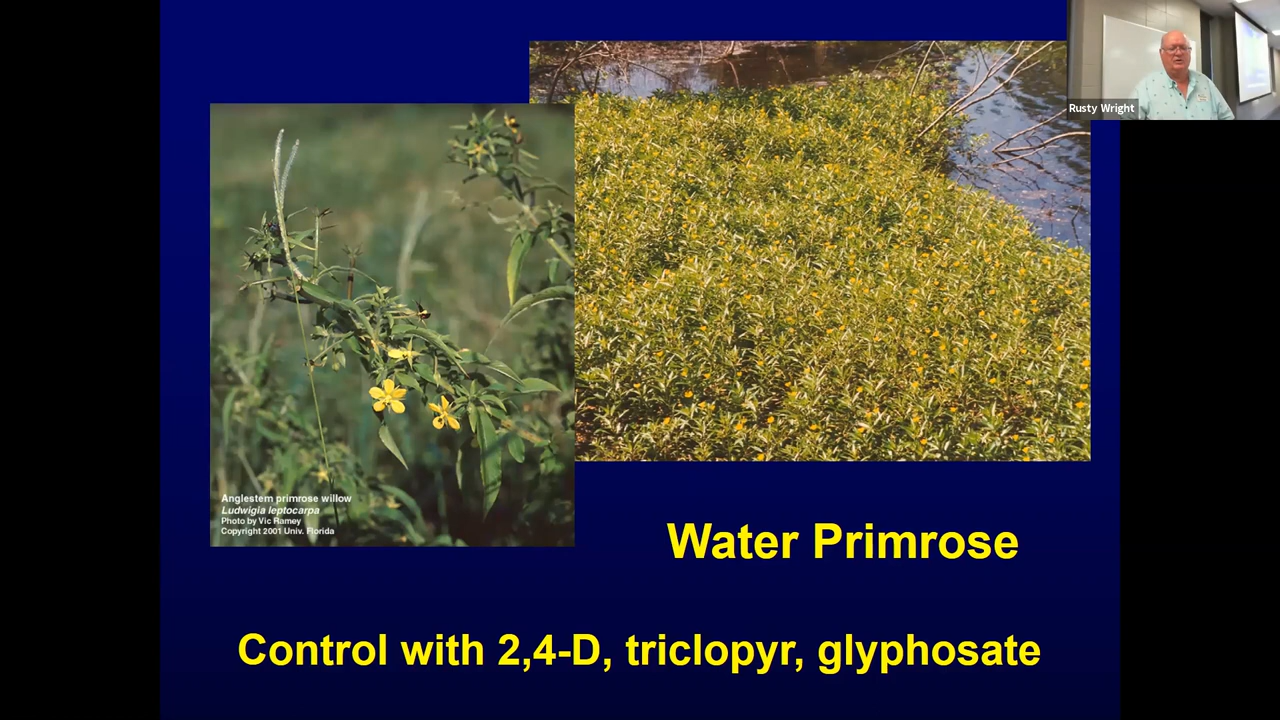 Rusty Wright
Anglestem primrose willow
Ludwigia leptocarpa
Photo by Vic Ramey
Copyright 2001 Univ. Florida
Water Primrose
Control with 2,4-D, triclopyr, glyphosate